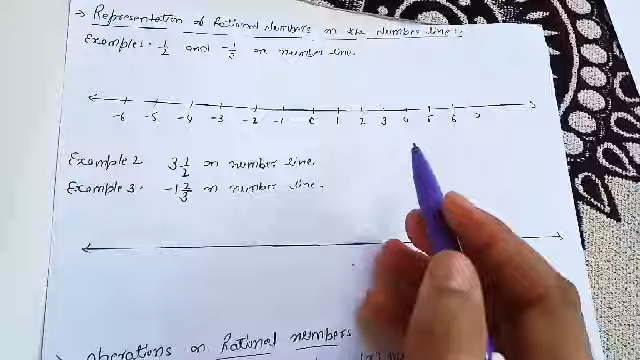 → Representation of Rational Numbers on the number line:
Example: -1/2 and -1/3 on number line.
-6 -5 -4 -3 -2 -1 0 1 2 3 4 5 6
Example 2 3 1/2 on number line.
Example 3: -1 2/3 on number line.
operations on Rational numbers